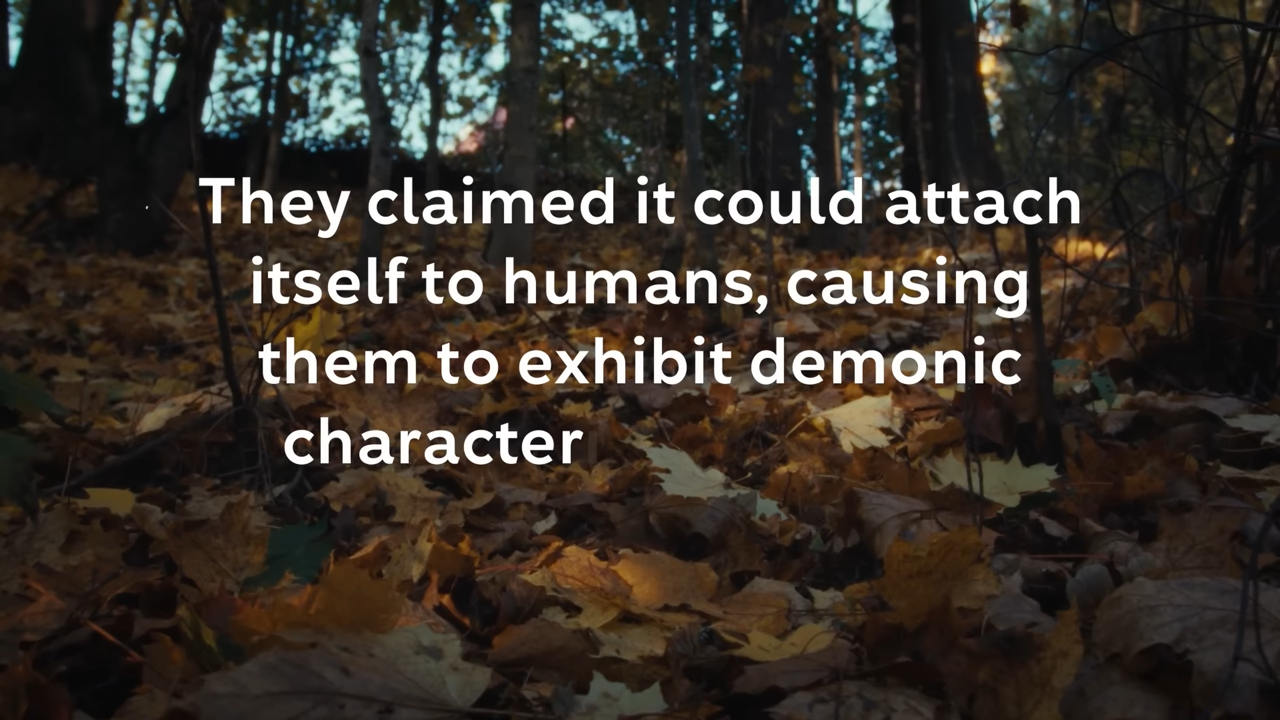 They claimed it could attach
itself to humans, causing
them to exhibit demonic
character